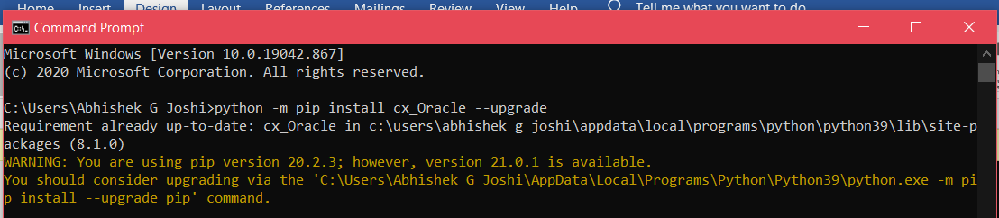 Home Insert Design Layout References Mailings Review View Help Tell me what you want to do
Command Prompt
Microsoft Windows [Version 10.0.19042.867]
(c) 2020 Microsoft Corporation. All rights reserved.
C:\Users\Abhishek G Joshi>python -m pip install cx_Oracle --upgrade
Requirement already up-to-date: cx_Oracle in c:\users\abhishek g joshi\appdata\local\programs\python\python39\lib\site-p
ackages (8.1.0)
WARNING: You are using pip version 20.2.3; however, version 21.0.1 is available.
You should consider upgrading via the 'C:\Users\Abhishek G Joshi\AppData\Local\Programs\Python\Python39\python.exe -m pi
p install --upgrade pip' command.